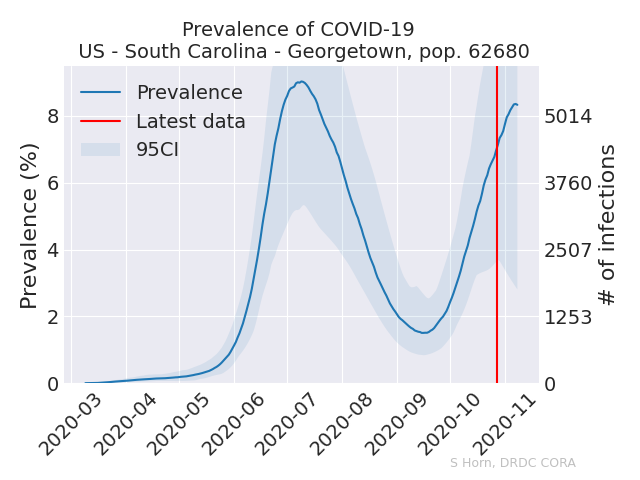 Prevalence of COVID-19
US - South Carolina - Georgetown, pop. 62680
Prevalence
Latest data
95CI
Prevalence (%)
8
6
4
2
0
# of infections
5014
3760
2507
1253
0
2020-03
2020-04
2020-05
2020-06
2020-07
2020-08
2020-09
2020-10
2020-11
S Horn, DRDC CORA